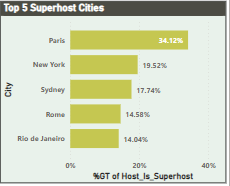 Top 5 Superhost Cities
City
Paris 34.12%
New York 19.52%
Sydney 17.74%
Rome 14.58%
Rio de Janeiro 14.04%
0% 20% 40%
%GT of Host_Is_Superhost